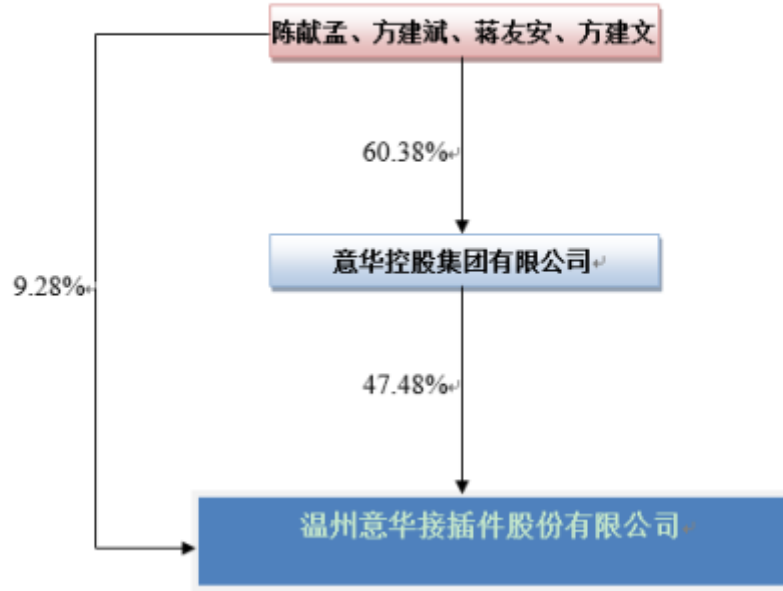 陈献孟、方建斌、蒋友安、方建文
60.38%
意华控股集团有限公司
9.28%
47.48%
温州意华接插件股份有限公司